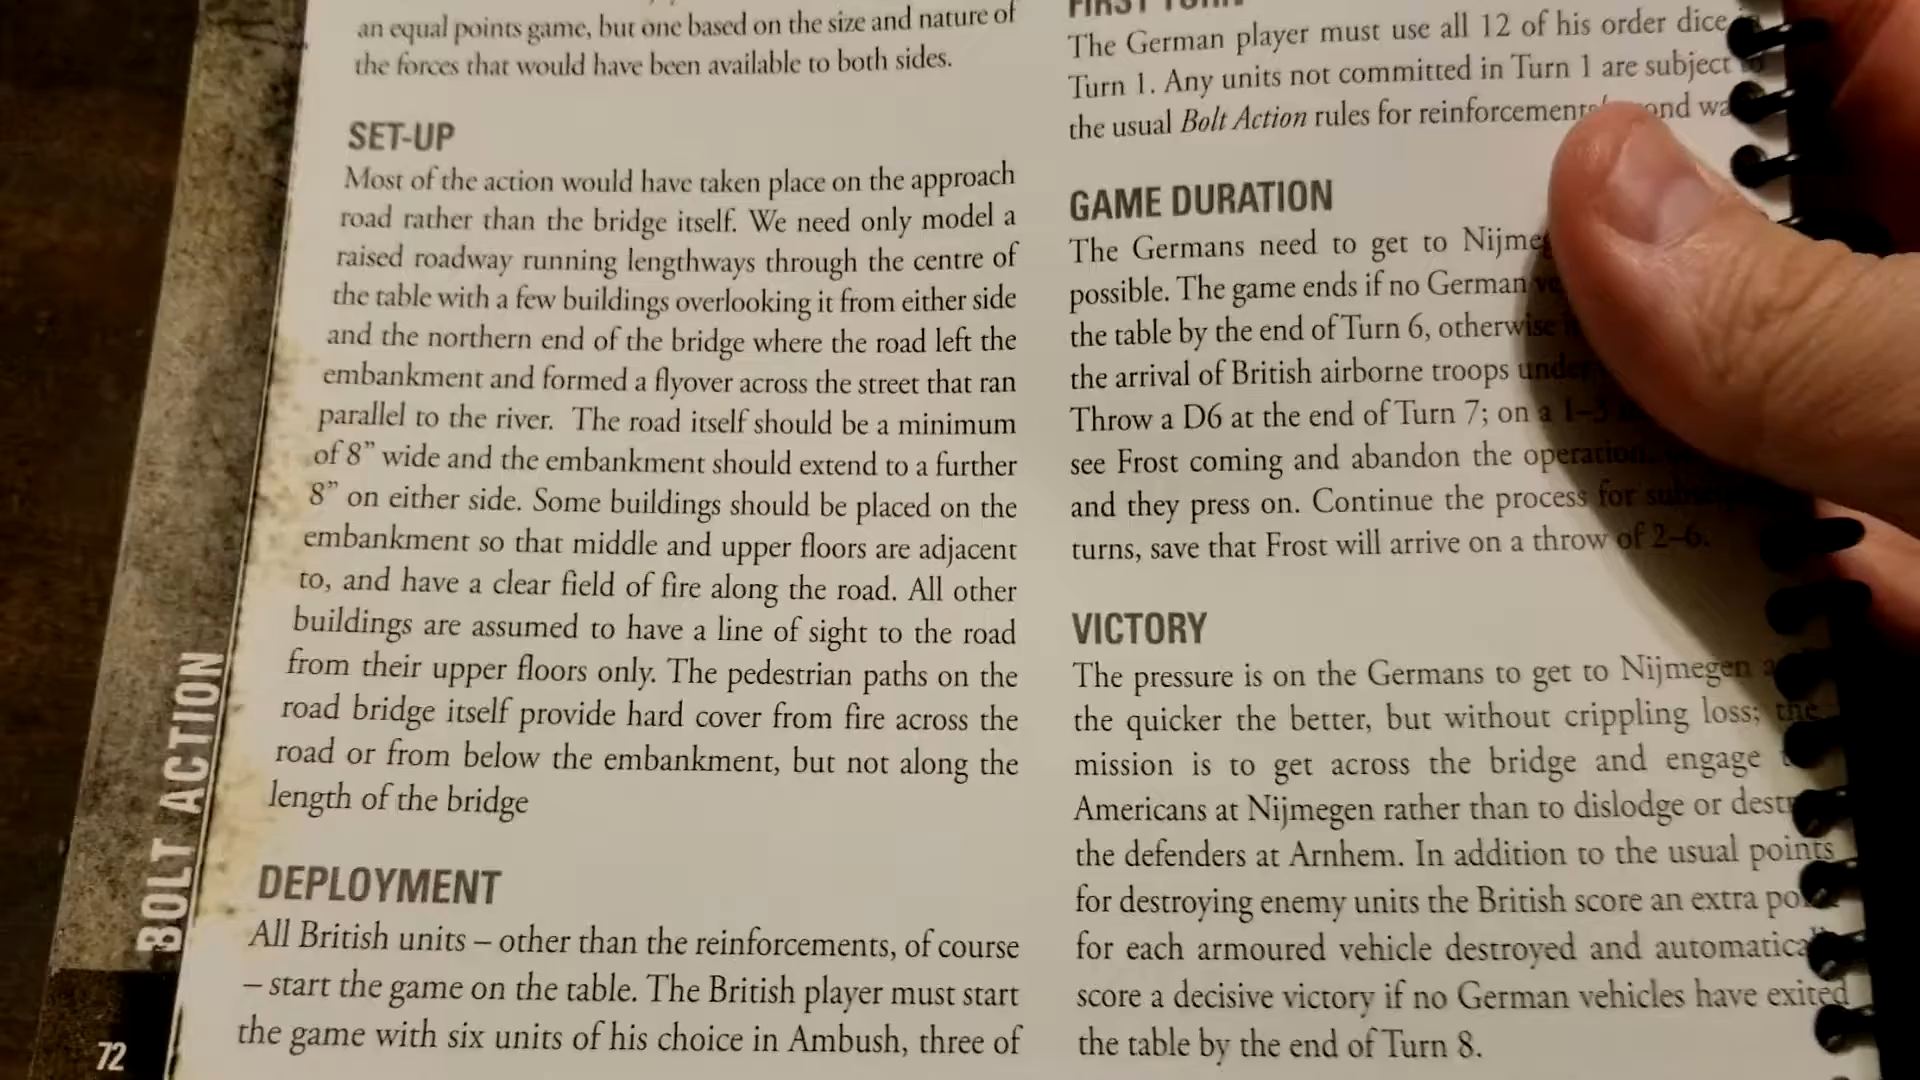 an equal points game, but one based on the size and nature of
the forces that would have been available to both sides.
SET-UP
Most of the action would have taken place on the approach
road rather than the bridge itself. We need only model a
raised roadway running lengthways through the centre of
the table with a few buildings overlooking it from either side
and the northern end of the bridge where the road left the
embankment and formed a flyover across the street that ran
parallel to the river. The road itself should be a minimum
of 8” wide and the embankment should extend to a further
8” on either side. Some buildings should be placed on the
embankment so that middle and upper floors are adjacent
to, and have a clear field of fire along the road. All other
buildings are assumed to have a line of sight to the road
from their upper floors only. The pedestrian paths on the
road bridge itself provide hard cover from fire across the
road or from below the embankment, but not along the
length of the bridge
DEPLOYMENT
All British units – other than the reinforcements, of course
– start the game on the table. The British player must start
the game with six units of his choice in Ambush, three of
BOLT ACTION
72
FIRST TURN
The German player must use all 12 of his order dice
Turn 1. Any units not committed in Turn 1 are subject
the usual Bolt Action rules for reinforcements
GAME DURATION
The Germans need to get to
possible. The game ends if no German
the table by the end of Turn 6, otherwise
the arrival of British airborne troops under
Throw a D6 at the end of Turn 7; on a 1–3
see Frost coming and abandon the operation
and they press on. Continue the process for
turns, save that Frost will arrive on a throw of 2–6.
VICTORY
The pressure is on the Germans to get to Nijmegen
the quicker the better, but without crippling loss; the
mission is to get across the bridge and engage
Americans at Nijmegen rather than to dislodge or
the defenders at Arnhem. In addition to the usual points
for destroying enemy units the British score an extra
for each armoured vehicle destroyed and
score a decisive victory if no German vehicles have exited
the table by the end of Turn 8.